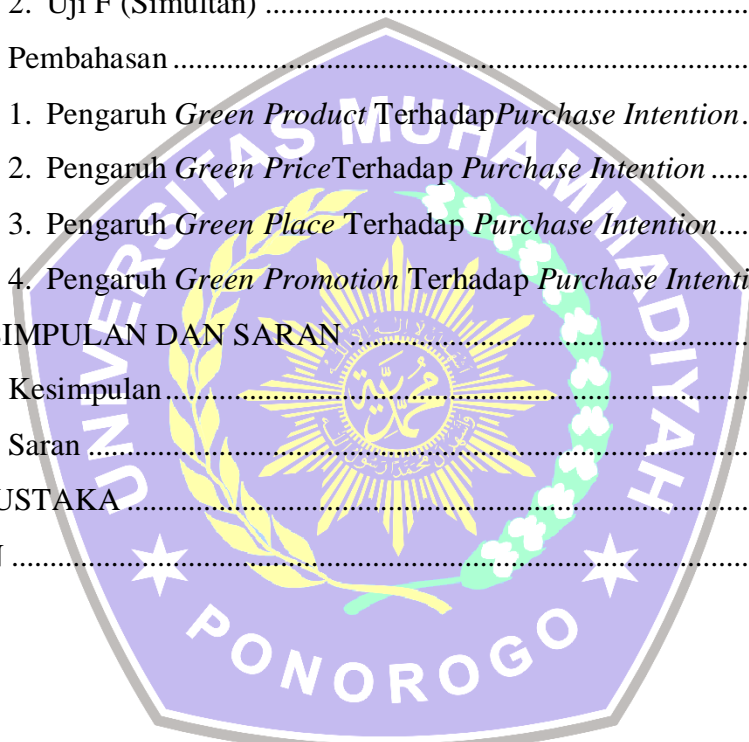 2. Uji F (Simultan) ................................................................
Pembahasan ............................................................................
1. Pengaruh Green Product TerhadapPurchase Intention.
2. Pengaruh Green PriceTerhadap Purchase Intention .....
3. Pengaruh Green Place Terhadap Purchase Intention....
4. Pengaruh Green Promotion Terhadap Purchase Intenti
SIMPULAN DAN SARAN ....................................................
Kesimpulan.............................................................................
Saran .......................................................................................
USTAKA .................................................................................
N ................................................................................................
UNIVERSITAS MUHAMMADIYAH
PONOROGO